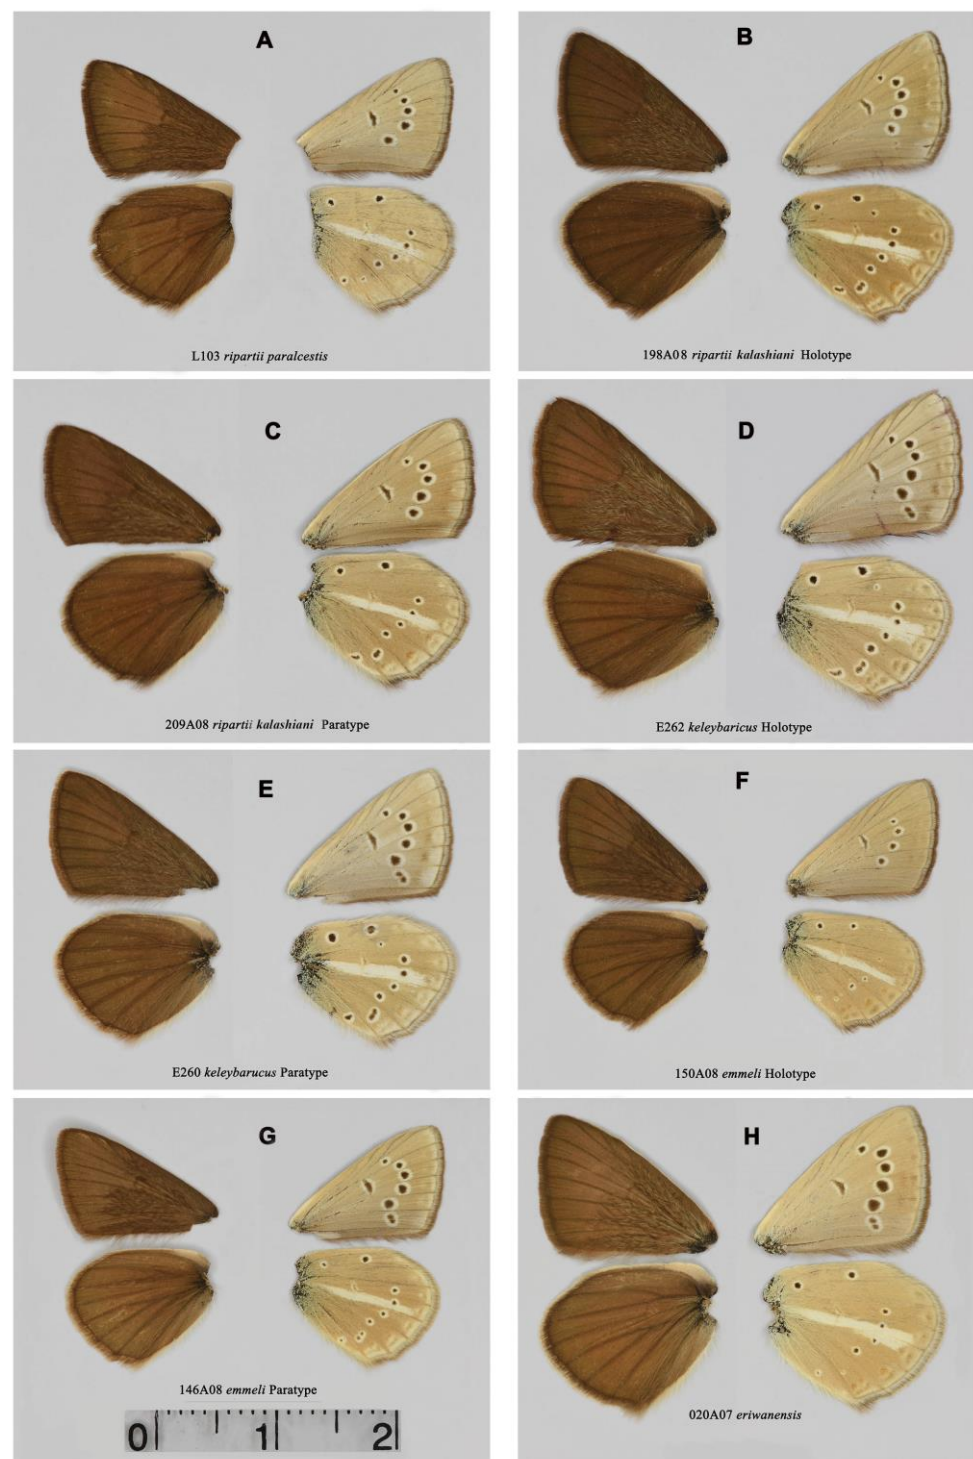 A
L103 ripartii paralcestis
B
198A08 ripartii kalashiani Holotype
C
209A08 ripartii kalashiani Paratype
D
E262 keleybaricus Holotype
E
E260 keleybarucus Paratype
F
150A08 emmeli Holotype
G
146A08 emmeli Paratype
0 1 2
H
020A07 eriwanensis